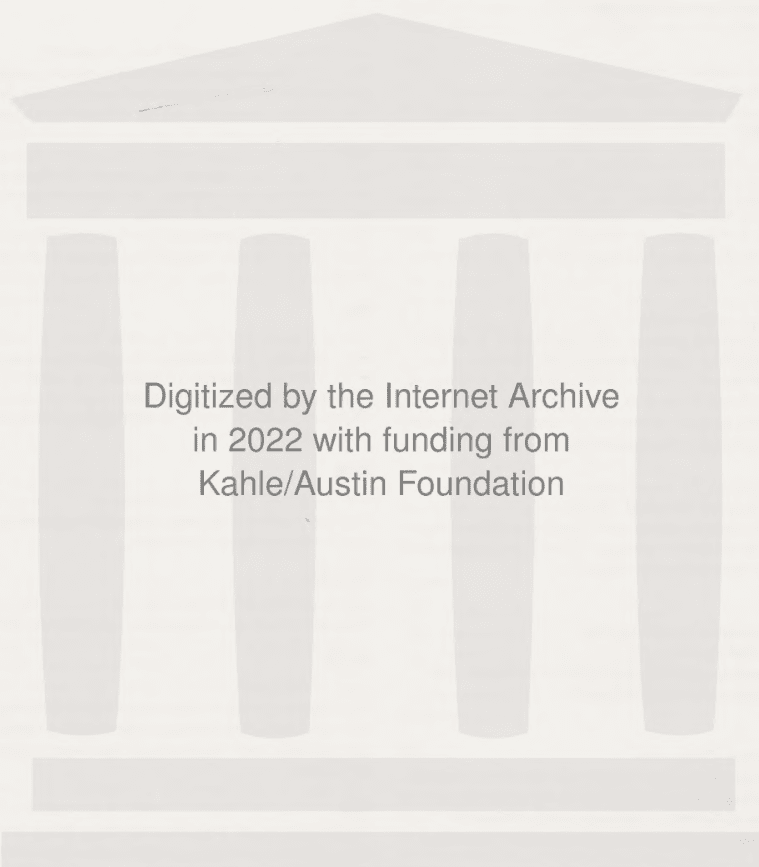 Digitized by the Internet Archive
in 2022 with funding from
Kahle/Austin Foundation